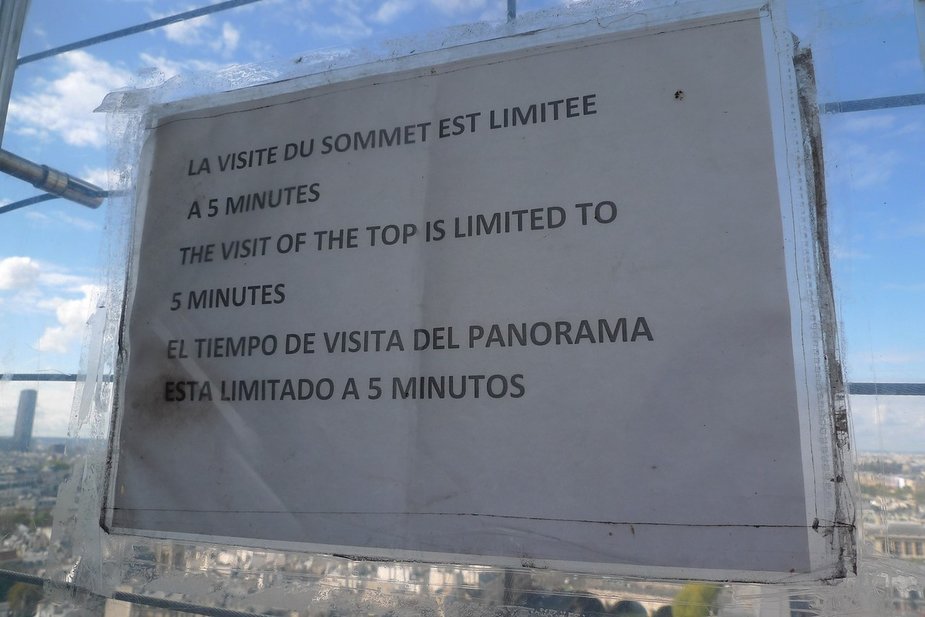 LA VISITE DU SOMMET EST LIMITEE
A 5 MINUTES
THE VISIT OF THE TOP IS LIMITED TO
5 MINUTES
EL TIEMPO DE VISITA DEL PANORAMA
ESTA LIMITADO A 5 MINUTOS